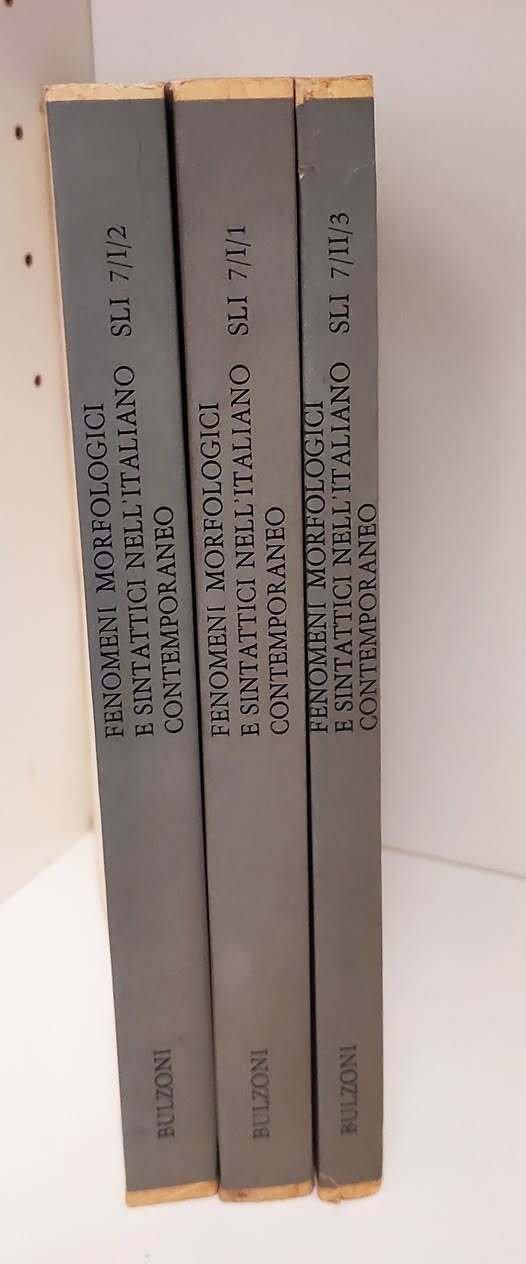 FENOMENI MORFOLOGICI
E SINTATTICI NELL'ITALIANO SLI 7/I/2
CONTEMPORANEO
BULZONI
FENOMENI MORFOLOGICI
E SINTATTICI NELL'ITALIANO SLI 7/I/1
CONTEMPORANEO
BULZONI
FENOMENI MORFOLOGICI
E SINTATTICI NELL'ITALIANO SLI 7/II/3
CONTEMPORANEO
BULZONI